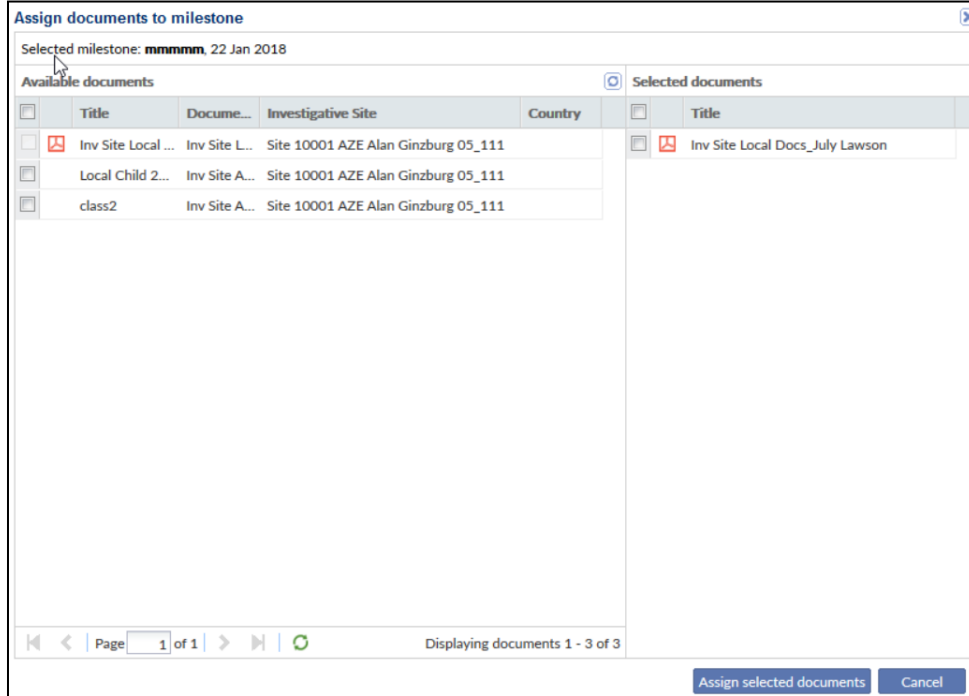 Assign documents to milestone
Selected milestone: mmmmm, 22 Jan 2018
Available documents
Selected documents
Title Docume... Investigative Site Country
Title
Inv Site Local ... Inv Site L... Site 10001 AZE Alan Ginzburg 05_111
Inv Site Local Docs_July Lawson
Local Child 2... Inv Site A... Site 10001 AZE Alan Ginzburg 05_111
class2 Inv Site A... Site 10001 AZE Alan Ginzburg 05_111
Page 1 of 1 Displaying documents 1 - 3 of 3
Assign selected documents Cancel